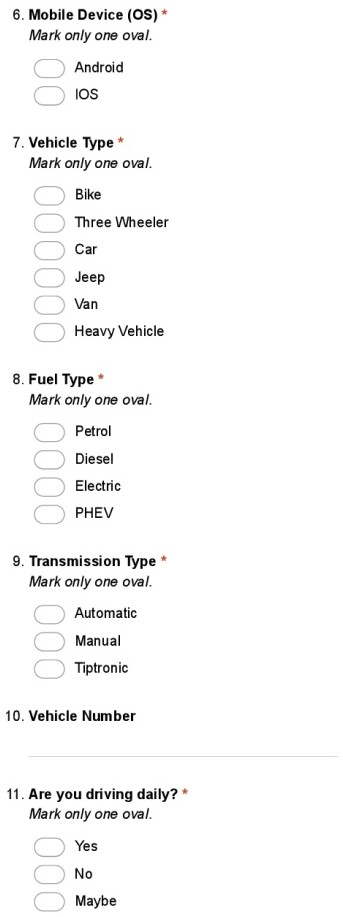 6. Mobile Device (OS) *
Mark only one oval.
Android
IOS
7. Vehicle Type *
Mark only one oval.
Bike
Three Wheeler
Car
Jeep
Van
Heavy Vehicle
8. Fuel Type *
Mark only one oval.
Petrol
Diesel
Electric
PHEV
9. Transmission Type *
Mark only one oval.
Automatic
Manual
Tiptronic
10. Vehicle Number
11. Are you driving daily? *
Mark only one oval.
Yes
No
Maybe